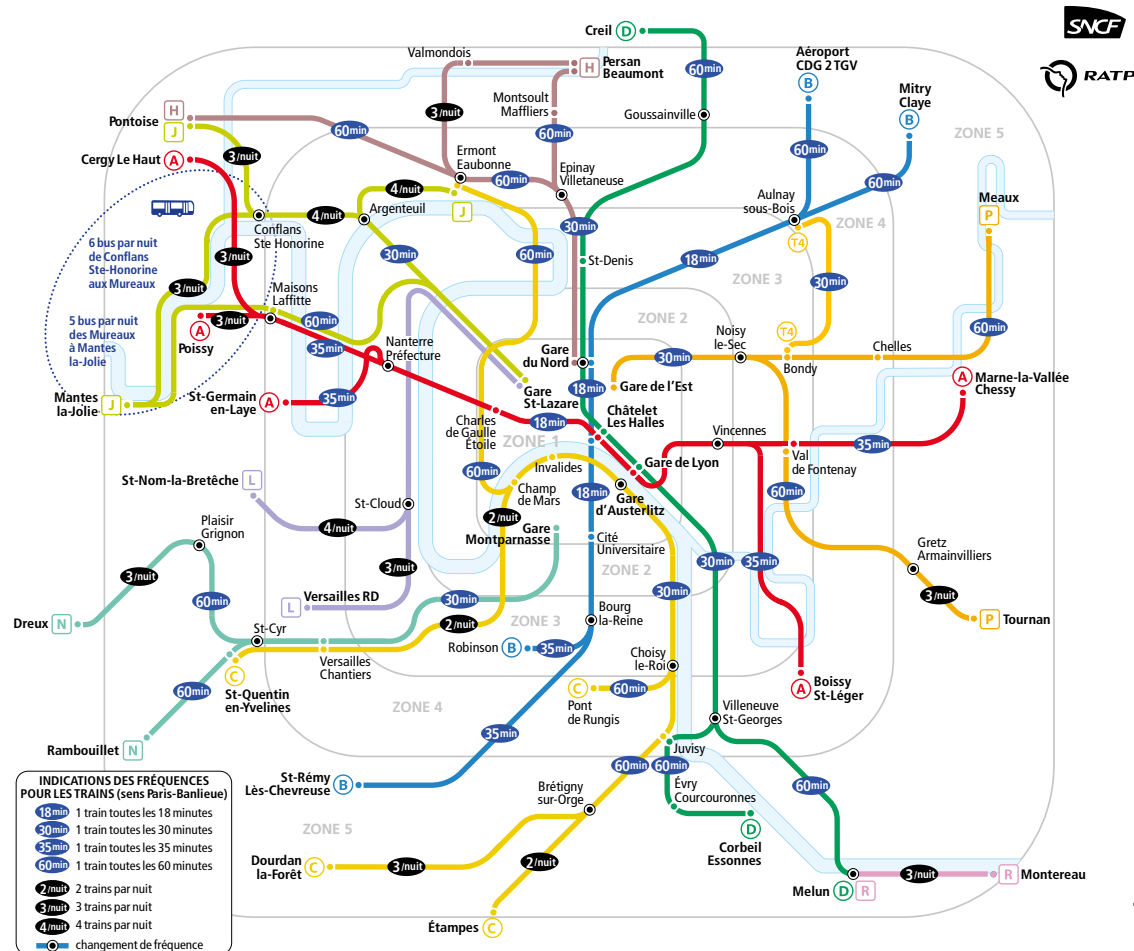 SNCF
RATP
Creil D
Aéroport
CDG 2 TGV
B
Mitry
Claye
B
Valmondois
H Persan
Beaumont
60min
3/nuit
Montsoult
Maffliers
Goussainville
ZONE 5
H
Pontoise
J
60min
60min
60min
3/nuit
Cergy Le Haut A
Ermont
Eaubonne
60min
Epinay
Villetaneuse
60min
4/nuit
J
Aulnay
sous-Bois
ZONE 4
Meaux
P
6 bus par nuit
de Conflans
Ste-Honorine
aux Mureaux
Conflans
Ste Honorine
4/nuit
Argenteuil
30min
T4
30min
60min
St-Denis
18min
ZONE 3
30min
3/nuit
3/nuit
Maisons
Laffitte
5 bus par nuit
des Mureaux
à Mantes
la-Jolie
3/nuit
A
Poissy
60min
35min
Nanterre
Préfecture
ZONE 2
Noisy
le-Sec
T4
60min
Gare
du Nord
30min
Bondy
Chelles
Mantes
la-Jolie
J
St-Germain
en-Laye
A
35min
Gare
St-Lazare
18min
Gare de l'Est
A Marne-la-Vallée
Chessy
Charles
de Gaulle
Étoile
18min
Châtelet
Les Halles
ZONE 1
Vincennes
35min
Val
de Fontenay
Gare de Lyon
60min
Invalides
Champ
de Mars
Gare
d'Austerlitz
18min
60min
St-Nom-la-Bretêche L
St-Cloud
4/nuit
2/nuit
Gare
Montparnasse
Cité
Universitaire
Plaisir
Grignon
ZONE 2
30min
35min
Gretz
Armainvilliers
3/nuit
3/nuit
3/nuit
60min
L Versailles RD
30min
30min
Bourg
la-Reine
ZONE 3
Dreux N
St-Cyr
2/nuit
P Tournan
Versailles
Chantiers
Robinson B
35min
Choisy
le-Roi
C
St-Quentin
en-Yvelines
60min
C
60min
Pont
de Rungis
A Boissy
St-Léger
ZONE 4
Villeneuve
St-Georges
Rambouillet N
35min
Juvisy
60min
60min
60min
St-Rémy
Lès-Chevreuse
B
Brétigny
sur-Orge
Évry
Courcouronnes
ZONE 5
D
Corbeil
Essonnes
Dourdan
la-Forêt
C
3/nuit
2/nuit
Melun D R
3/nuit
R Montereau
Étampes C
INDICATIONS DES FRÉQUENCES
POUR LES TRAINS (sens Paris-Banlieue)
18min 1 train toutes les 18 minutes
30min 1 train toutes les 30 minutes
35min 1 train toutes les 35 minutes
60min 1 train toutes les 60 minutes
2/nuit 2 trains par nuit
3/nuit 3 trains par nuit
4/nuit 4 trains par nuit
changement de fréquence